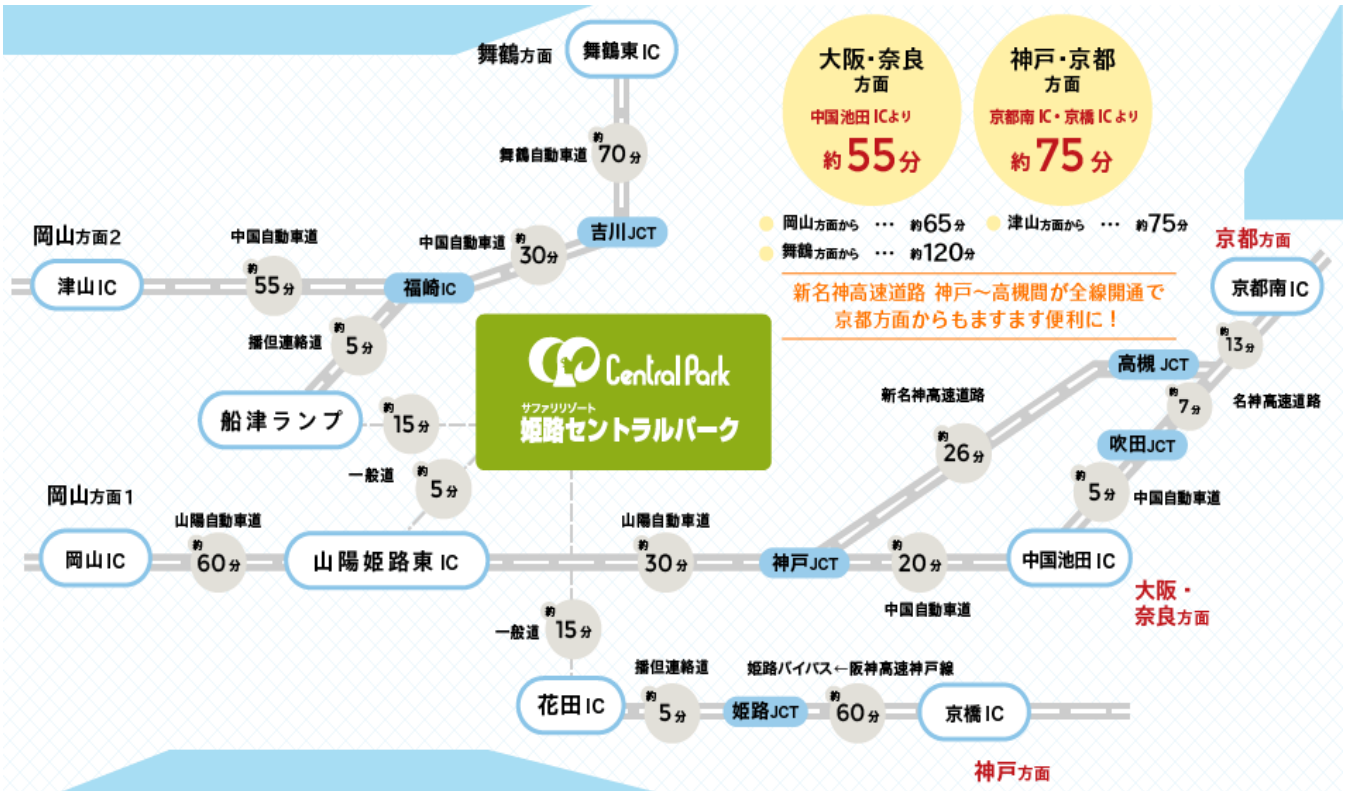 舞鶴方面
舞鶴東IC
約
70分
舞鶴自動車道
大阪・奈良
方面
中国池田ICより
約55分
神戸・京都
方面
京都南IC・京橋ICより
約75分
岡山方面から … 約65分
津山方面から … 約75分
舞鶴方面から … 約120分
新名神高速道路 神戸～高槻間が全線開通で
京都方面からもますます便利に！
岡山方面2
津山IC
中国自動車道
約
55分
福崎IC
中国自動車道
約
30分
吉川JCT
播但連絡道
約
5分
船津ランプ
約
15分
一般道
約
5分
Central Park
サファリリゾート
姫路セントラルパーク
京都方面
京都南IC
約
13分
名神高速道路
高槻JCT
約
7分
吹田JCT
約
5分
中国自動車道
新名神高速道路
約
26分
岡山方面1
岡山IC
山陽自動車道
約
60分
山陽姫路東IC
山陽自動車道
約
30分
神戸JCT
約
20分
中国自動車道
中国池田IC
大阪・
奈良方面
一般道
約
15分
花田IC
播但連絡道
約
5分
姫路JCT
姫路バイパス←阪神高速神戸線
約
60分
京橋IC
神戸方面